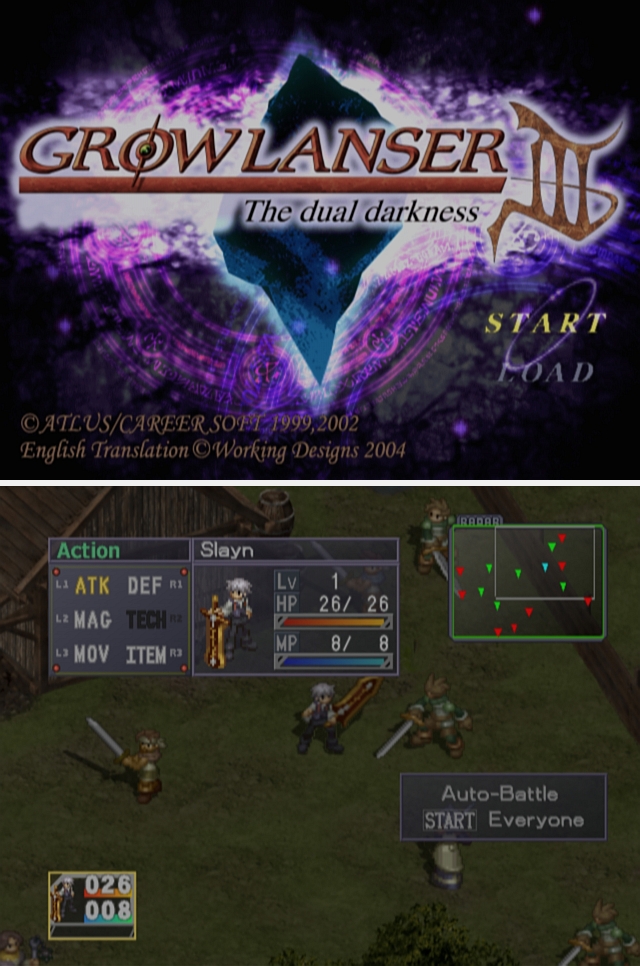 GROWLANSER III
The dual darkness
START
LOAD
©ATLUS/CAREER SOFT 1999,2002
English Translation ©Working Designs 2004
RADAR
Action
Slayn
L1 ATK DEF R1
L2 MAG TECH R2
L3 MOV ITEM R3
Lv 1
HP 26/ 26
MP 8/ 8
Auto-Battle
START Everyone
026
008